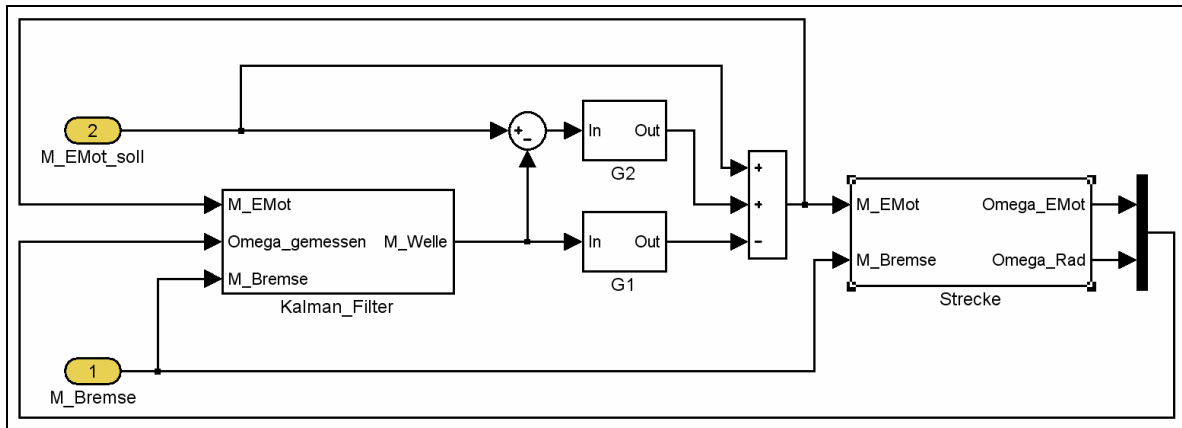 2
M_EMot_soll
+
−
In Out
G2
+
+
−
M_EMot
Omega_gemessen M_Welle
M_Bremse
Kalman_Filter
In Out
G1
M_EMot Omega_EMot
M_Bremse Omega_Rad
Strecke
1
M_Bremse